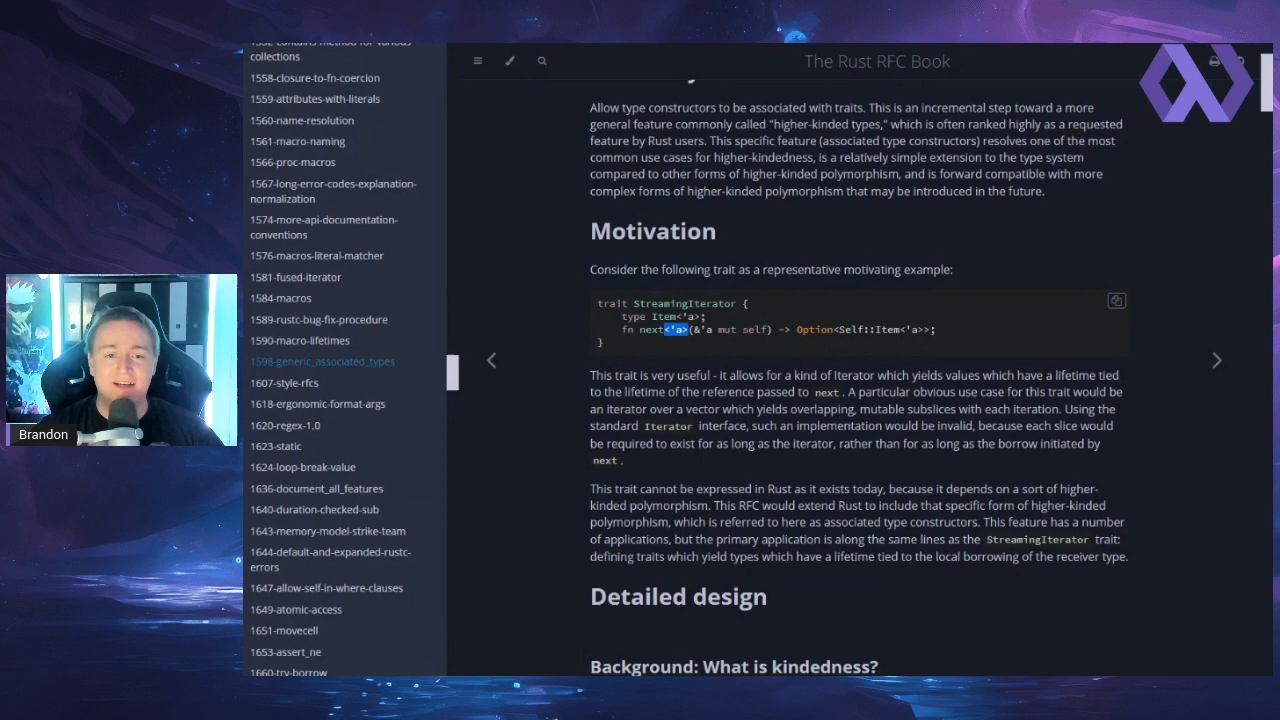 1552-contains-method-for-various-
collections
1558-closure-to-fn-coercion
1559-attributes-with-literals
1560-name-resolution
1561-macro-naming
1566-proc-macros
1567-long-error-codes-explanation-
normalization
1574-more-api-documentation-
conventions
1576-macros-literal-matcher
1581-fused-iterator
1584-macros
1589-rustc-bug-fix-procedure
1590-macro-lifetimes
1598-generic_associated_types
1607-style-rfcs
1618-ergonomic-format-args
1620-regex-1.0
1623-static
1624-loop-break-value
1636-document_all_features
1640-duration-checked-sub
1643-memory-model-strike-team
1644-default-and-expanded-rustc-
errors
1647-allow-self-in-where-clauses
1649-atomic-access
1651-movecell
1653-assert_ne
1660-try-borrow
The Rust RFC Book
Allow type constructors to be associated with traits. This is an incremental step toward a more
general feature commonly called "higher-kinded types," which is often ranked highly as a requested
feature by Rust users. This specific feature (associated type constructors) resolves one of the most
common use cases for higher-kindedness, is a relatively simple extension to the type system
compared to other forms of higher-kinded polymorphism, and is forward compatible with more
complex forms of higher-kinded polymorphism that may be introduced in the future.
Motivation
Consider the following trait as a representative motivating example:
trait StreamingIterator {
type Item<'a>;
fn next<'a>(&'a mut self) -> Option<Self::Item<'a>>;
}
This trait is very useful - it allows for a kind of Iterator which yields values which have a lifetime tied
to the lifetime of the reference passed to next. A particular obvious use case for this trait would be
an iterator over a vector which yields overlapping, mutable subslices with each iteration. Using the
standard Iterator interface, such an implementation would be invalid, because each slice would
be required to exist for as long as the iterator, rather than for as long as the borrow initiated by
next.
This trait cannot be expressed in Rust as it exists today, because it depends on a sort of higher-
kinded polymorphism. This RFC would extend Rust to include that specific form of higher-kinded
polymorphism, which is referred to here as associated type constructors. This feature has a number
of applications, but the primary application is along the same lines as the StreamingIterator trait:
defining traits which yield types which have a lifetime tied to the local borrowing of the receiver type.
Detailed design
Background: What is kindedness?
Brandon